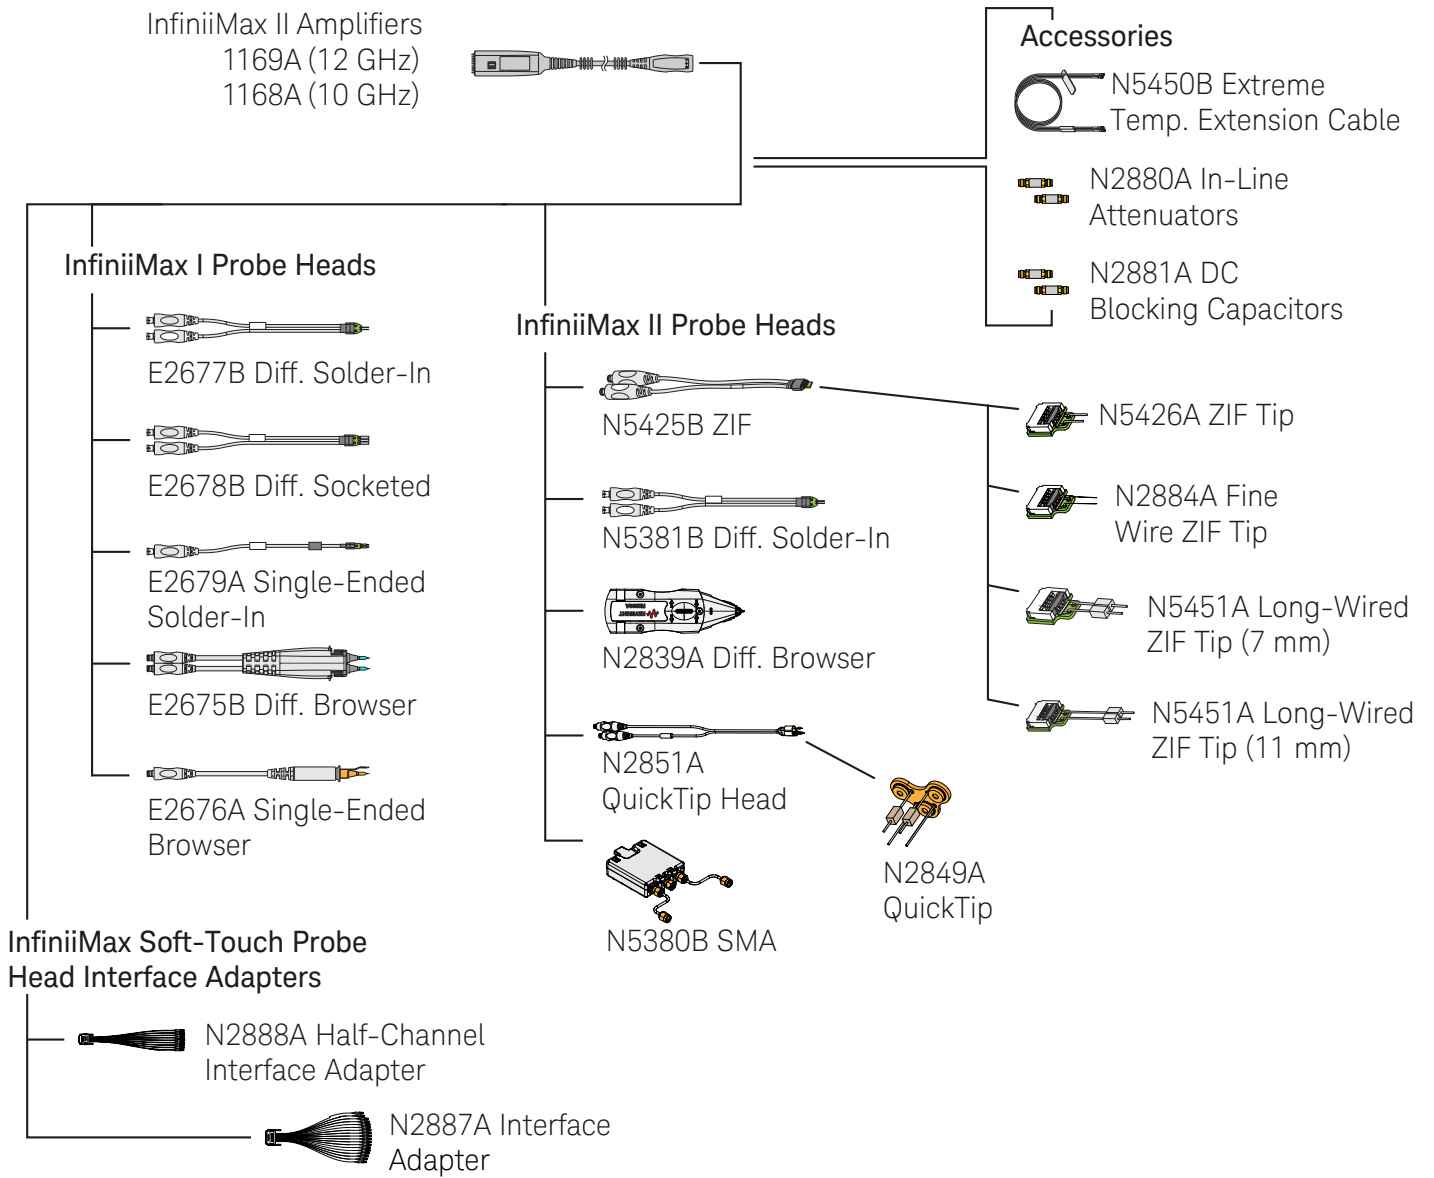 InfiniiMax II Amplifiers
1169A (12 GHz)
1168A (10 GHz)
Accessories
N5450B Extreme
Temp. Extension Cable
N2880A In-Line
Attenuators
N2881A DC
Blocking Capacitors
InfiniiMax I Probe Heads
E2677B Diff. Solder-In
E2678B Diff. Socketed
E2679A Single-Ended
Solder-In
E2675B Diff. Browser
E2676A Single-Ended
Browser
InfiniiMax II Probe Heads
N5425B ZIF
N5381B Diff. Solder-In
N2839A Diff. Browser
N2851A
QuickTip Head
N2849A
QuickTip
N5380B SMA
N5426A ZIF Tip
N2884A Fine
Wire ZIF Tip
N5451A Long-Wired
ZIF Tip (7 mm)
N5451A Long-Wired
ZIF Tip (11 mm)
InfiniiMax Soft-Touch Probe
Head Interface Adapters
N2888A Half-Channel
Interface Adapter
N2887A Interface
Adapter